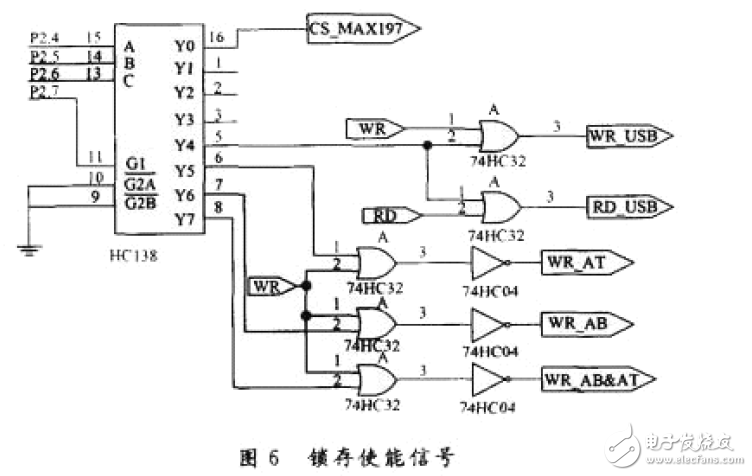 P2.4 15 A Y0 16 CS_MAX197
P2.5 14 B Y1 1
P2.6 13 C Y2 2
P2.7 Y3 3
Y4 5
11 G1 Y5 6
10 G2A Y6 7
9 G2B Y7 8
HC138
WR 1 2 A 3 WR_USB
74HC32
RD 1 2 A 3 RD_USB
74HC32
WR 1 2 A 3 WR_AT
74HC32 74HC04
1 2 A 3 WR_AB
74HC32 74HC04
1 2 A 3 WR_AB&AT
74HC32 74HC04
图 6 锁存使能信号
电子发烧友
www.elecfans.com